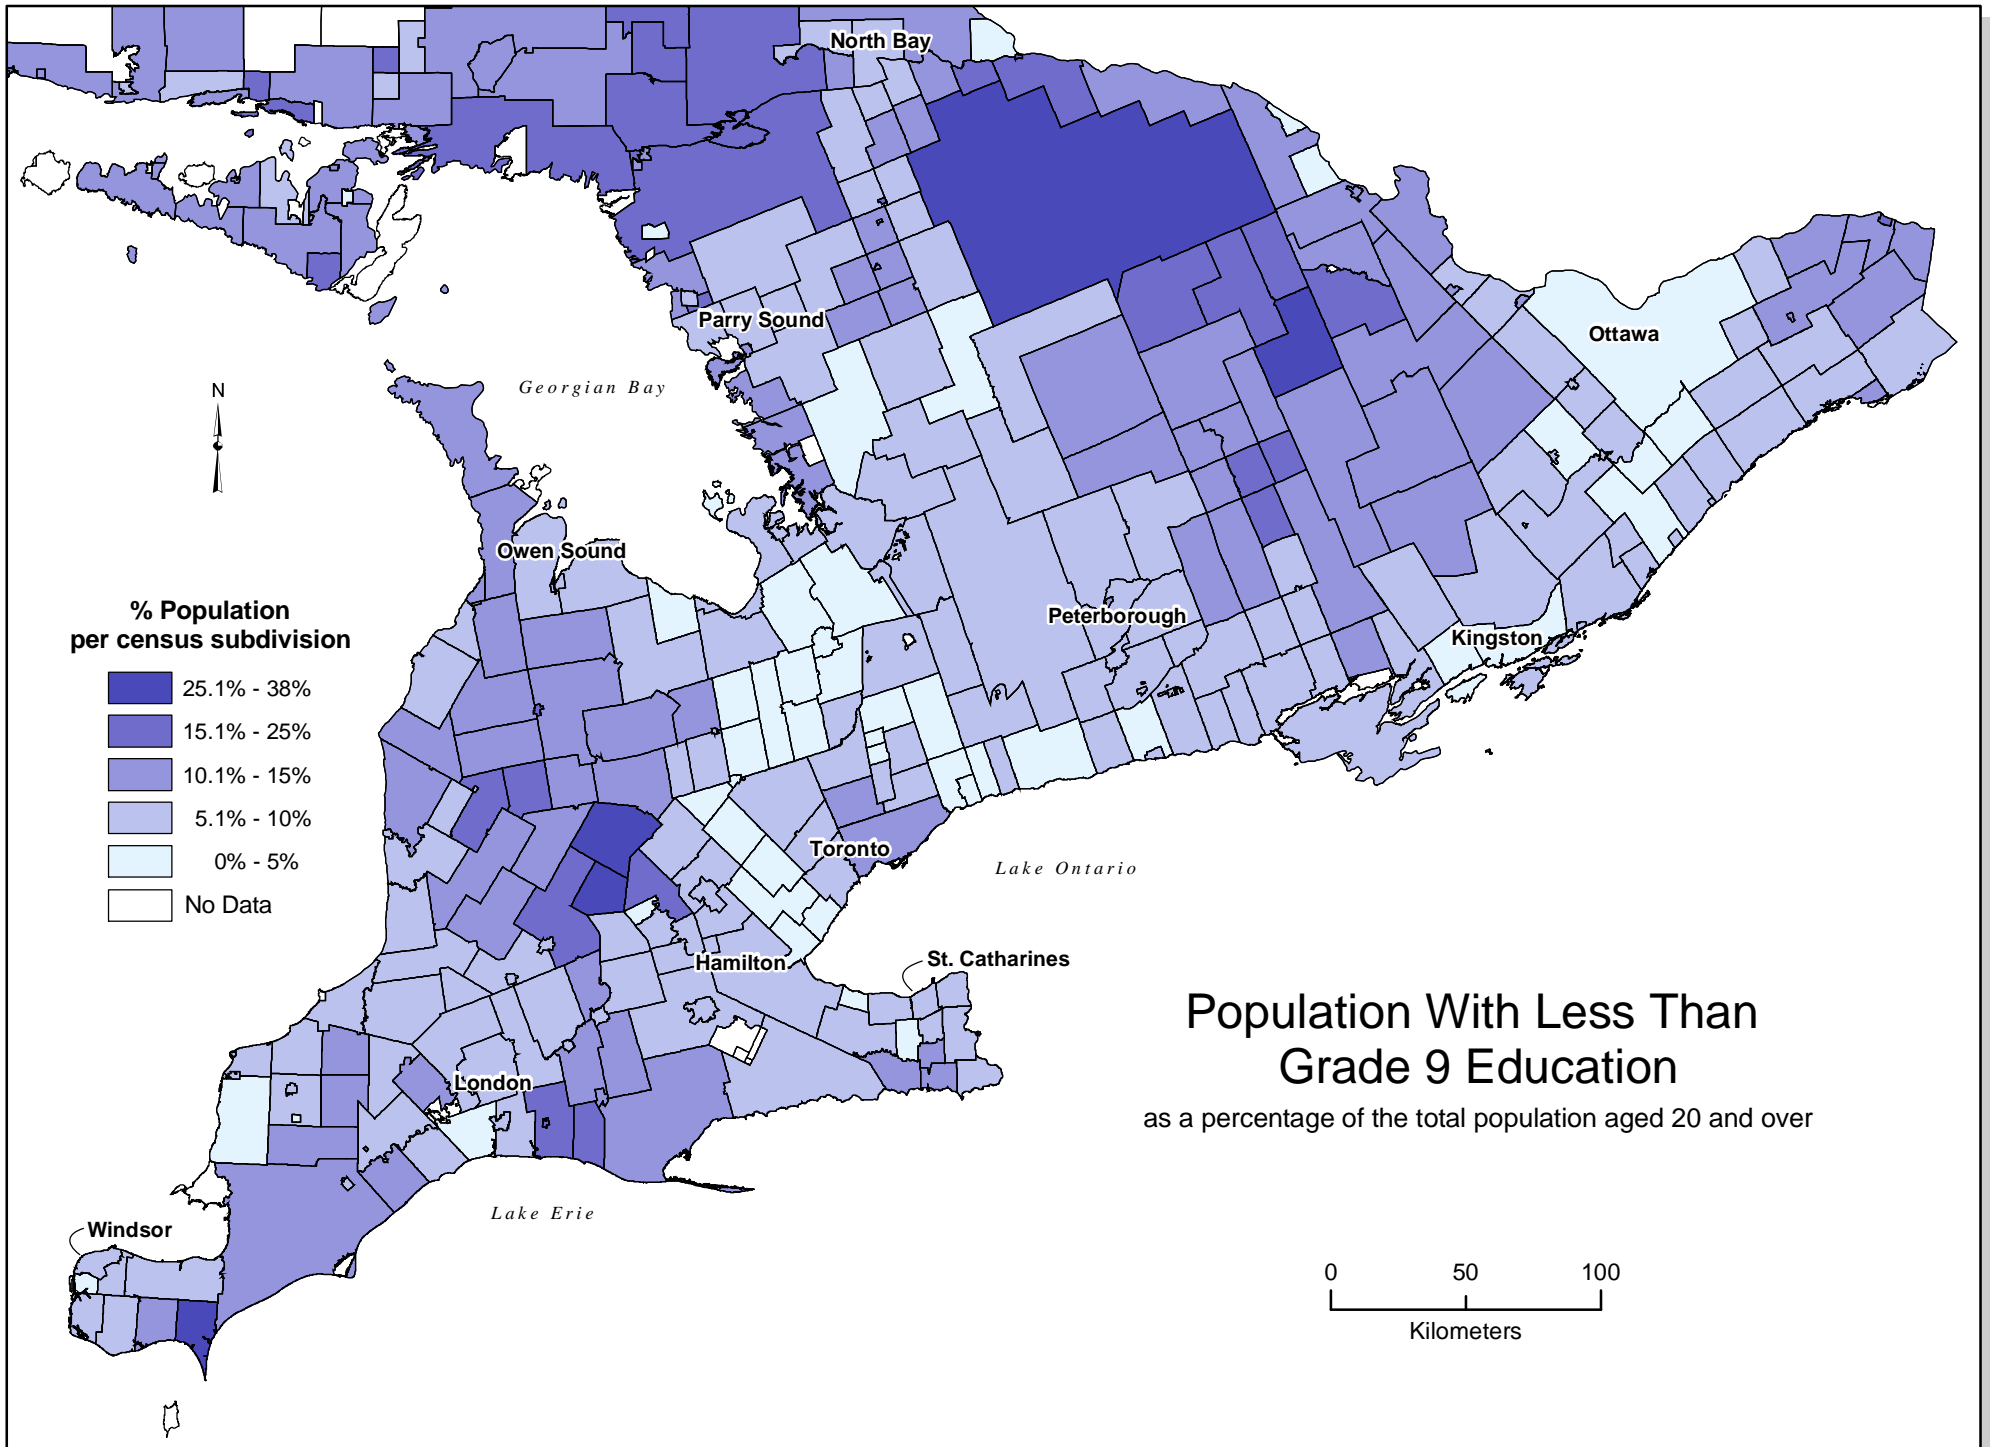 North Bay
Parry Sound
Ottawa
N
Georgian Bay
Owen Sound
% Population
per census subdivision
25.1% - 38%
15.1% - 25%
10.1% - 15%
5.1% - 10%
0% - 5%
No Data
Peterborough
Kingston
Toronto
Lake Ontario
Hamilton
St. Catharines
Population With Less Than
Grade 9 Education
as a percentage of the total population aged 20 and over
London
Lake Erie
Windsor
0 50 100
Kilometers